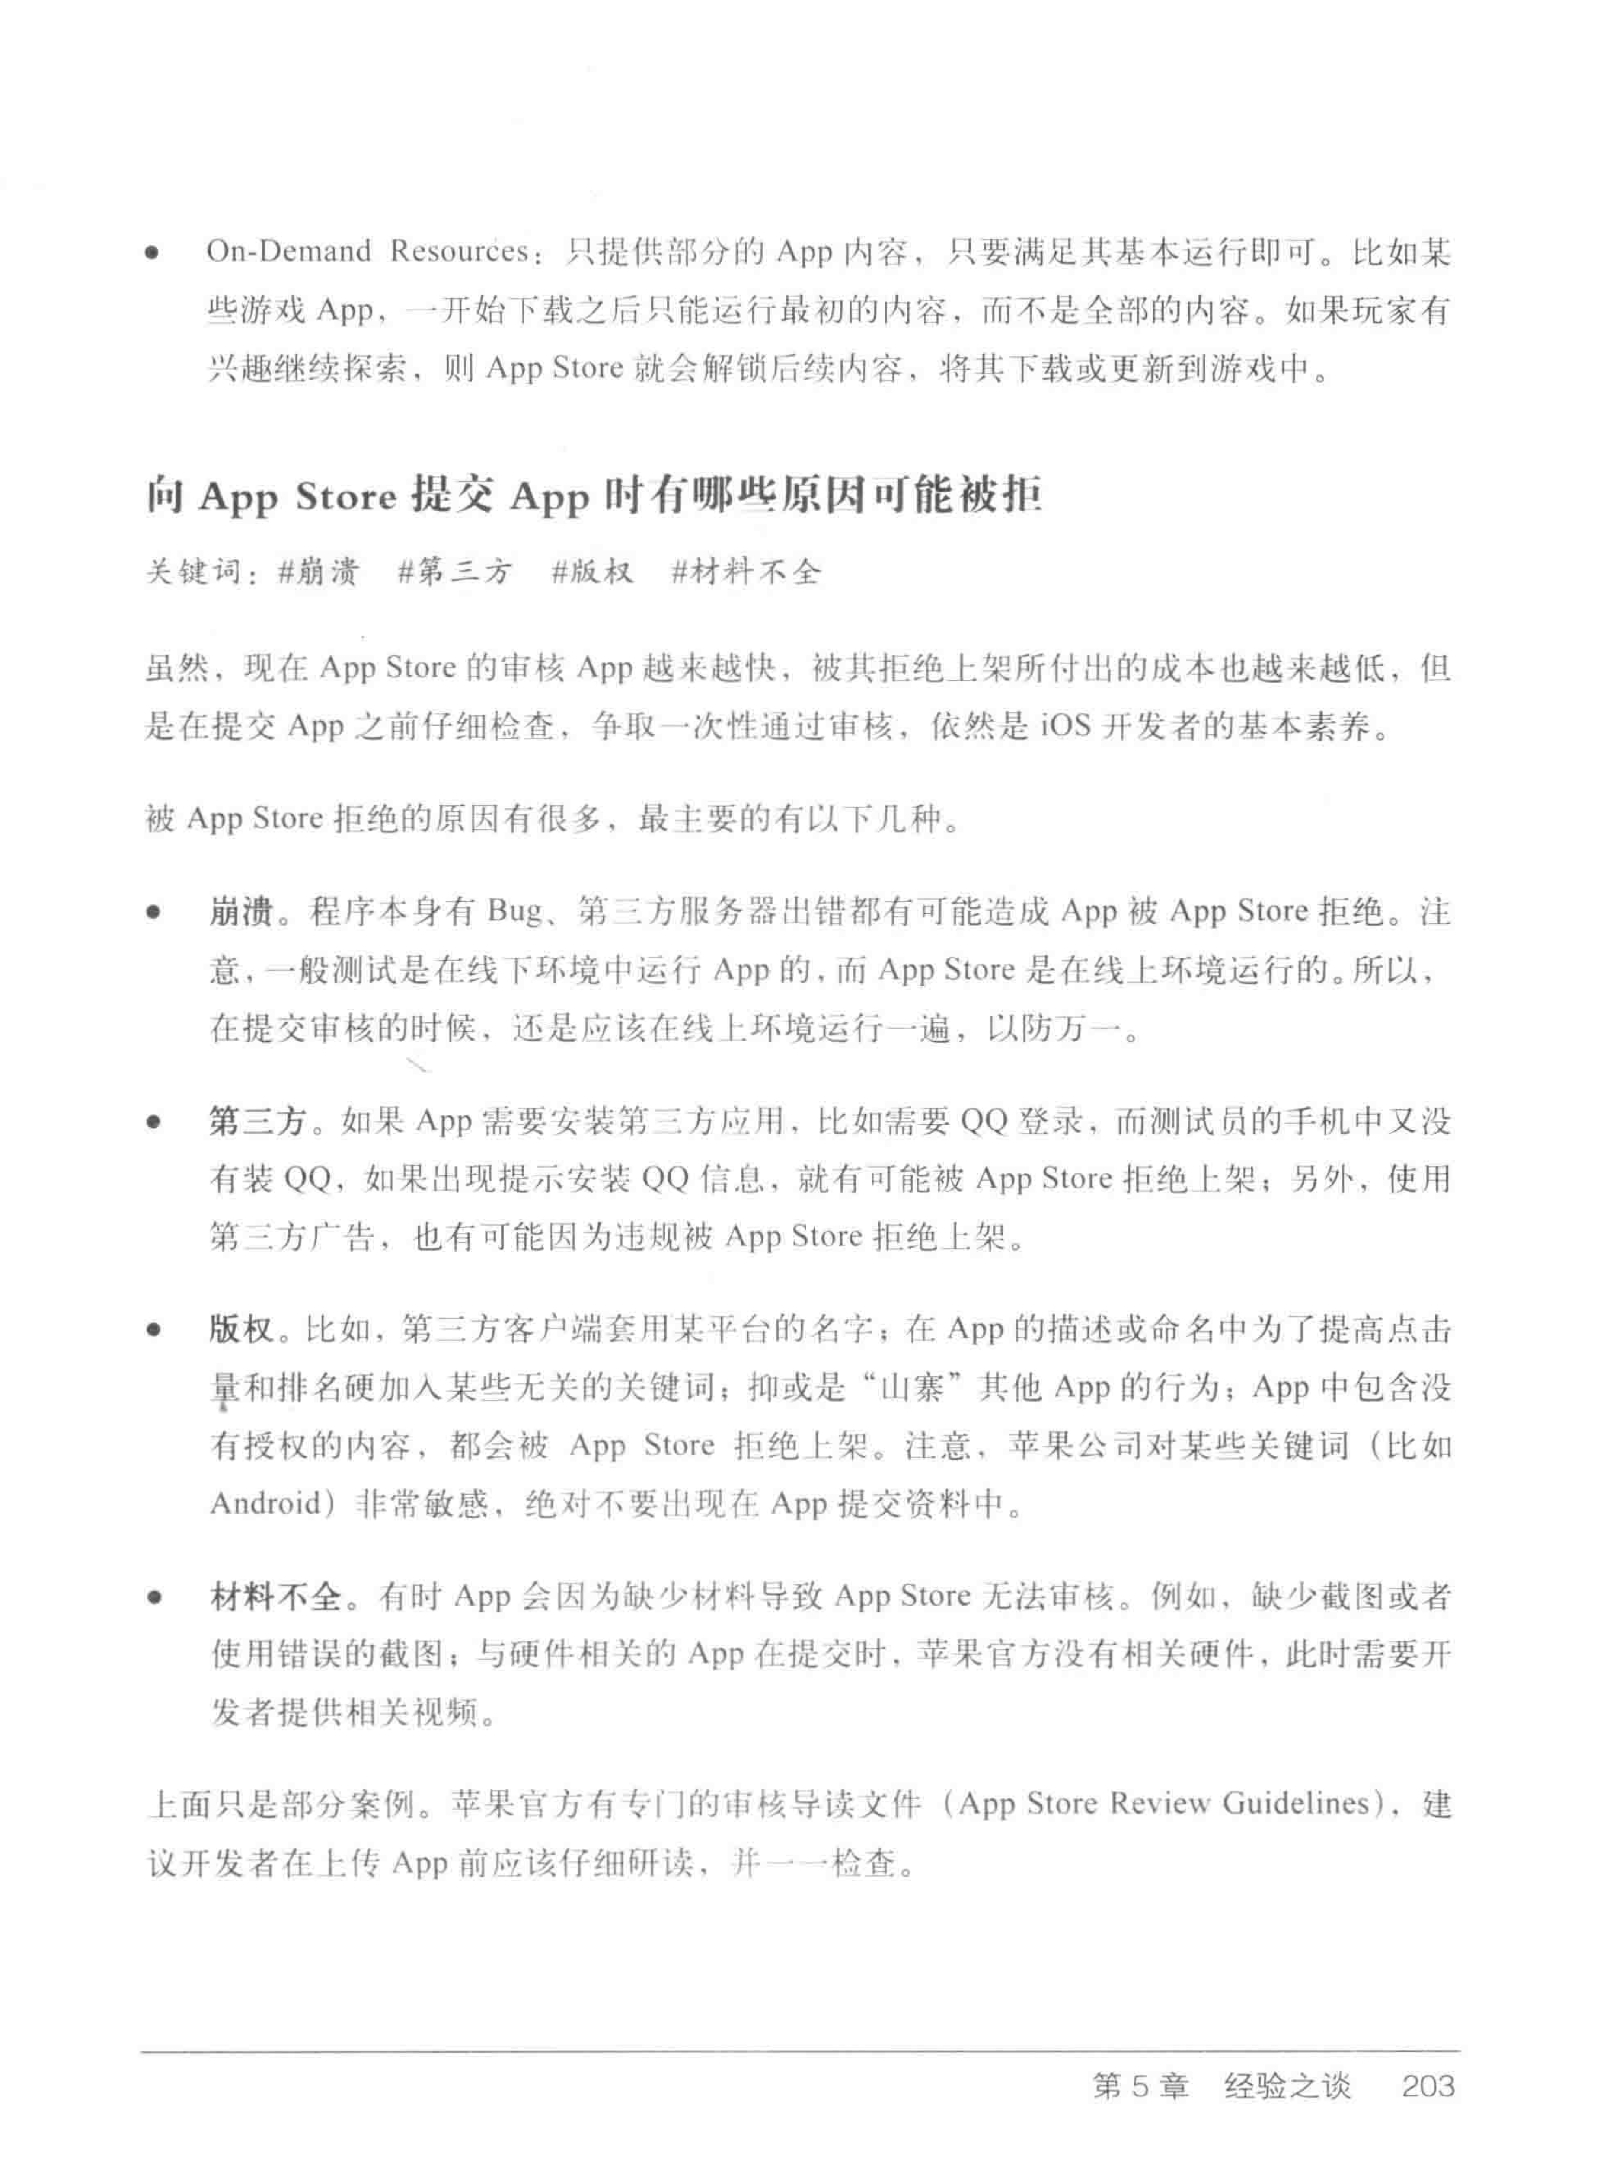 ● On-Demand Resources：只提供部分的 App 内容，只要满足其基本运行即可。比如某
些游戏 App，一开始下载之后只能运行最初的内容，而不是全部的内容。如果玩家有
兴趣继续探索，则 App Store 就会解锁后续内容，将其下载或更新到游戏中。
向 App Store 提交 App 时有哪些原因可能被拒
关键词：#崩溃 #第三方 #版权 #材料不全
虽然，现在 App Store 的审核 App 越来越快，被其拒绝上架所付出的成本也越来越低，但
是在提交 App 之前仔细检查，争取一次性通过审核，依然是 iOS 开发者的基本素养。
被 App Store 拒绝的原因有很多，最主要的有以下几种。
● 崩溃。程序本身有 Bug、第三方服务器出错都有可能造成 App 被 App Store 拒绝。注
意，一般测试是在线下环境中运行 App 的，而 App Store 是在线上环境运行的。所以，
在提交审核的时候，还是应该在线上环境运行一遍，以防万一。
● 第三方。如果 App 需要安装第三方应用，比如需要 QQ 登录，而测试员的手机中又没
有装 QQ，如果出现提示安装 QQ 信息，就有可能被 App Store 拒绝上架；另外，使用
第三方广告，也有可能因为违规被 App Store 拒绝上架。
● 版权。比如，第三方客户端套用某平台的名字；在 App 的描述或命名中为了提高点击
量和排名硬加入某些无关的关键词；抑或是“山寨”其他 App 的行为；App 中包含没
有授权的内容，都会被 App Store 拒绝上架。注意，苹果公司对某些关键词（比如
Android）非常敏感，绝对不要出现在 App 提交资料中。
● 材料不全。有时 App 会因为缺少材料导致 App Store 无法审核。例如，缺少截图或者
使用错误的截图；与硬件相关的 App 在提交时，苹果官方没有相关硬件，此时需要开
发者提供相关视频。
上面只是部分案例。苹果官方有专门的审核导读文件（App Store Review Guidelines），建
议开发者在上传 App 前应该仔细研读，并一一检查。
第 5 章 经验之谈 203